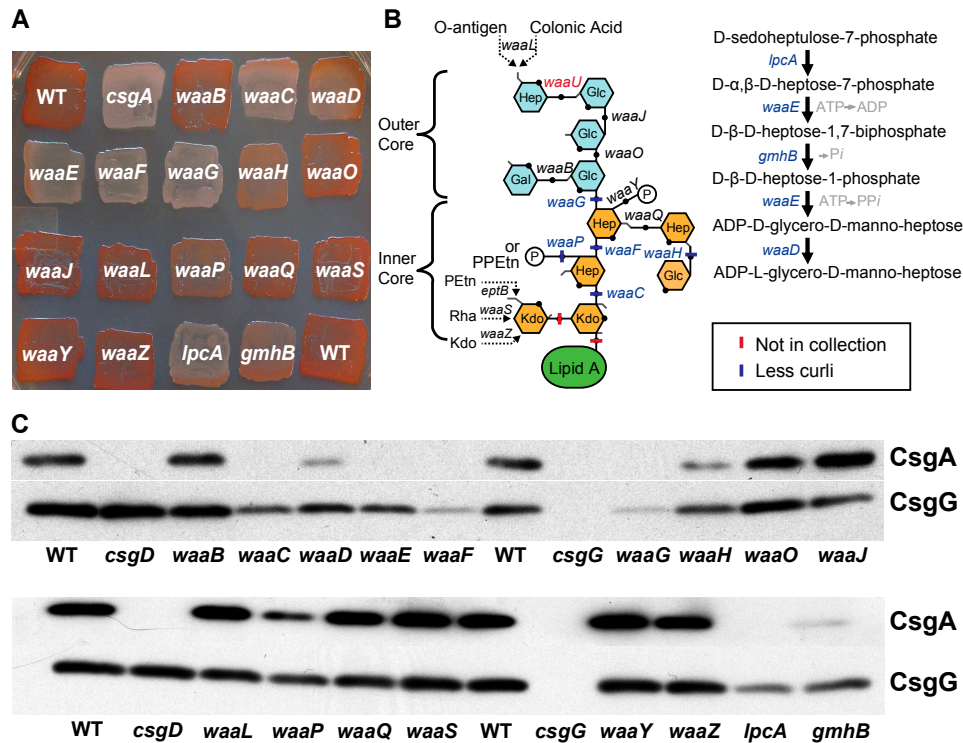 A
WT csgA waaB waaC waaD
waaE waaF waaG waaH waaO
waaJ waaL waaP waaQ waaS
waaY waaZ lpcA gmhB WT
B
O-antigen Colonic Acid
waaL
waaU
Hep Glc
waaJ
Glc
waaO
waaB
Gal Glc
waaY P
waaG
Hep waaQ Hep
Outer
Core
Inner
Core
or
P waaP
PPEtn
waaF waaH
Hep Glc
PEtn
eptB
waaC
Rha waaS
Kdo Kdo
Kdo waaZ
Lipid A
D-sedoheptulose-7-phosphate
lpcA
D-α,β-D-heptose-7-phosphate
waaE ATP ADP
D-β-D-heptose-1,7-biphosphate
gmhB Pi
D-β-D-heptose-1-phosphate
waaE ATP PPi
ADP-D-glycero-D-manno-heptose
waaD
ADP-L-glycero-D-manno-heptose
Not in collection
Less curli
C
CsgA
CsgG
WT csgD waaB waaC waaD waaE waaF WT csgG waaG waaH waaO waaJ
CsgA
CsgG
WT csgD waaL waaP waaQ waaS WT csgG waaY waaZ lpcA gmhB